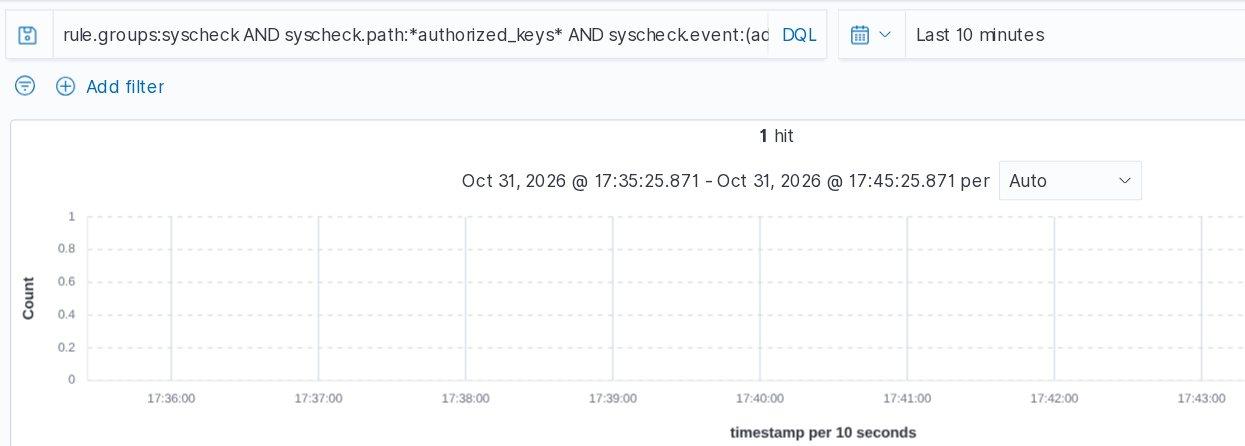 rule.groups:syscheck AND syscheck.path:*authorized_keys* AND syscheck.event:(ad DQL Last 10 minutes
Add filter
1 hit
Oct 31, 2026 @ 17:35:25.871 - Oct 31, 2026 @ 17:45:25.871 per Auto
1
0.8
0.6
0.4
0.2
0
Count
17:36:00 17:37:00 17:38:00 17:39:00 17:40:00 17:41:00 17:42:00 17:43:00
timestamp per 10 seconds